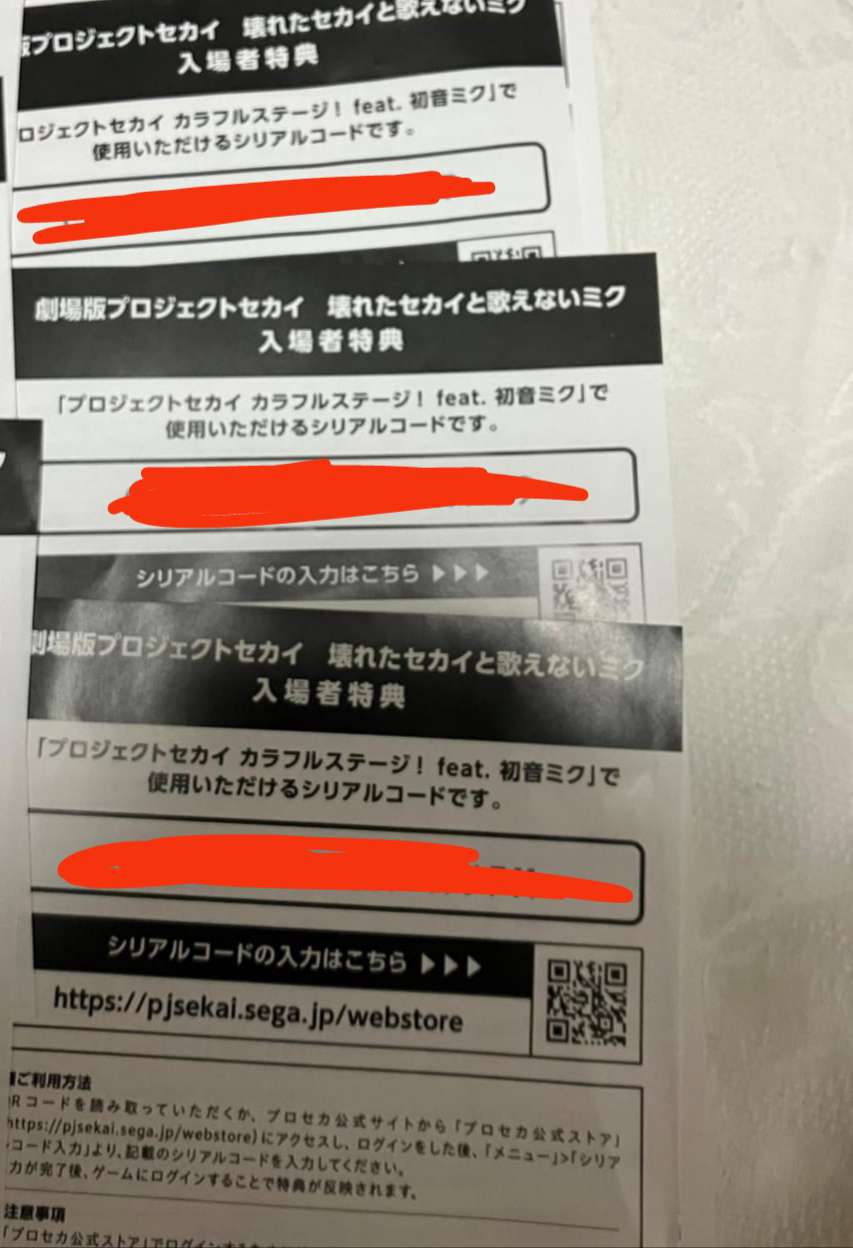 プロジェクトセカイ 壊れたセカイと歌えないミク
入場者特典
ロジェクトセカイ カラフルステージ! feat. 初音ミク」で
使用いただけるシリアルコードです。
劇場版プロジェクトセカイ 壊れたセカイと歌えないミク
入場者特典
「プロジェクトセカイ カラフルステージ! feat. 初音ミク」で
使用いただけるシリアルコードです。
シリアルコードの入力はこちら ▶▶▶
劇場版プロジェクトセカイ 壊れたセカイと歌えないミク
入場者特典
「プロジェクトセカイ カラフルステージ! feat. 初音ミク」で
使用いただけるシリアルコードです。
シリアルコードの入力はこちら ▶▶▶
https://pjsekai.sega.jp/webstore
ご利用方法
Rコードを読み取っていただくか、プロセカ公式サイトから「プロセカ公式ストア」
https://pjsekai.sega.jp/webstore)にアクセスし、ログインをした後、「メニュー」>「シリア
コード入力」より、記載のシリアルコードを入力してください。
力が完了後、ゲームにログインすることで特典が反映されます。
注意事項
「プロセカ公式ストア」でログイン